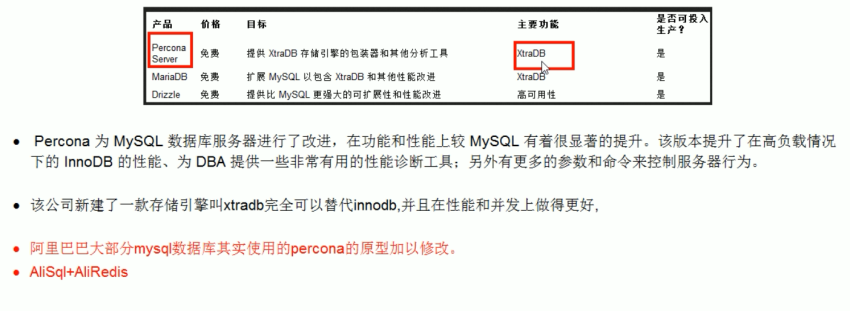 产品 价格 目标 主要功能 是否可投入生产？
Percona Server 免费 提供 XtraDB 存储引擎的包装器和其他分析工具 XtraDB 是
MariaDB 免费 扩展 MySQL 以包含 XtraDB 和其他性能改进 XtraDB 是
Drizzle 免费 提供比 MySQL 更强大的可扩展性和性能改进 高可用性 是
● Percona 为 MySQL 数据库服务器进行了改进，在功能和性能上较 MySQL 有着很显著的提升。该版本提升了在高负载情况
下的 InnoDB 的性能、为 DBA 提供一些非常有用的性能诊断工具；另外有更多的参数和命令来控制服务器行为。
● 该公司新建了一款存储引擎叫xtradb完全可以替代innodb,并且在性能和并发上做得更好,
● 阿里巴巴大部分mysql数据库其实使用的percona的原型加以修改。
● AliSql+AliRedis